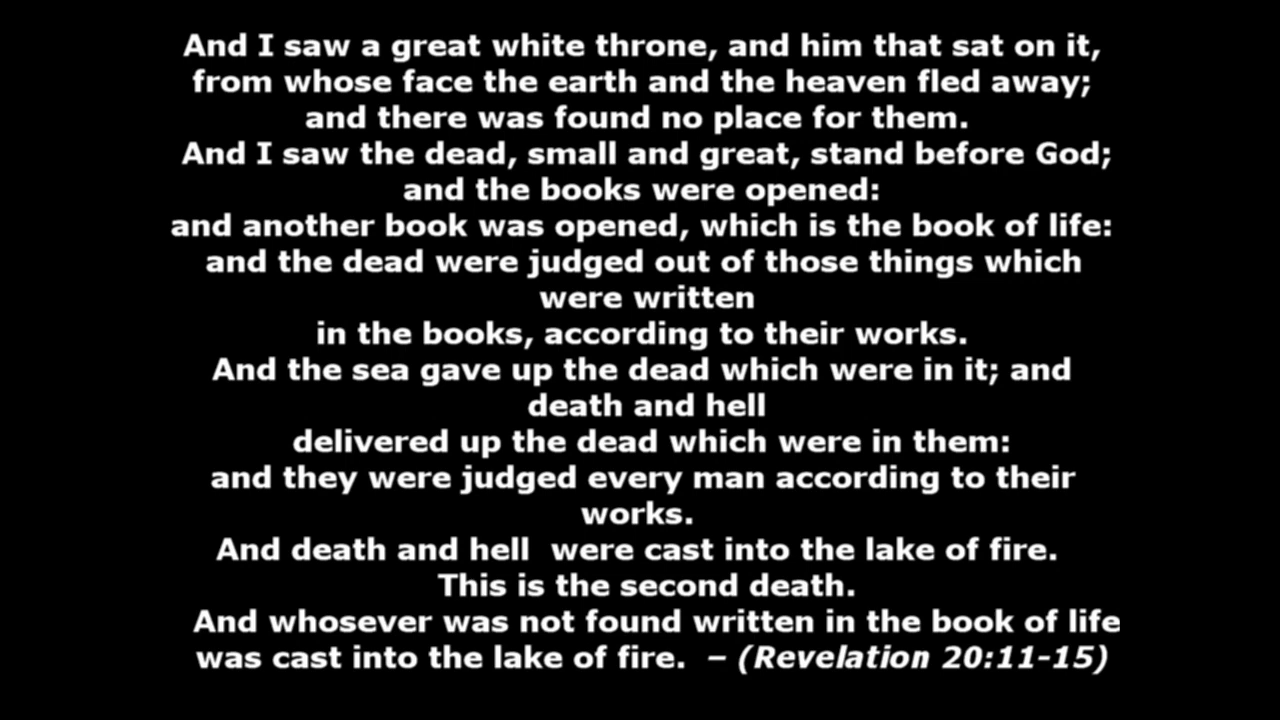 And I saw a great white throne, and him that sat on it,
from whose face the earth and the heaven fled away;
and there was found no place for them.
And I saw the dead, small and great, stand before God;
and the books were opened:
and another book was opened, which is the book of life:
and the dead were judged out of those things which
were written
in the books, according to their works.
And the sea gave up the dead which were in it; and
death and hell
delivered up the dead which were in them:
and they were judged every man according to their
works.
And death and hell  were cast into the lake of fire.
This is the second death.
And whosever was not found written in the book of life
was cast into the lake of fire.  – (Revelation 20:11-15)